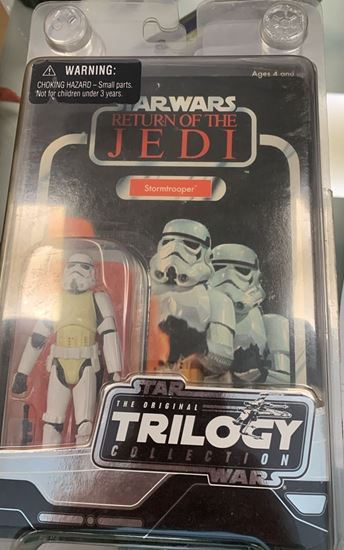 WARNING:
CHOKING HAZARD – Small parts.
Not for children under 3 years.
Ages 4 and up
STAR WARS
RETURN OF THE
JEDI
Stormtrooper
STAR
THE ORIGINAL
TRILOGY
COLLECTION
WARS